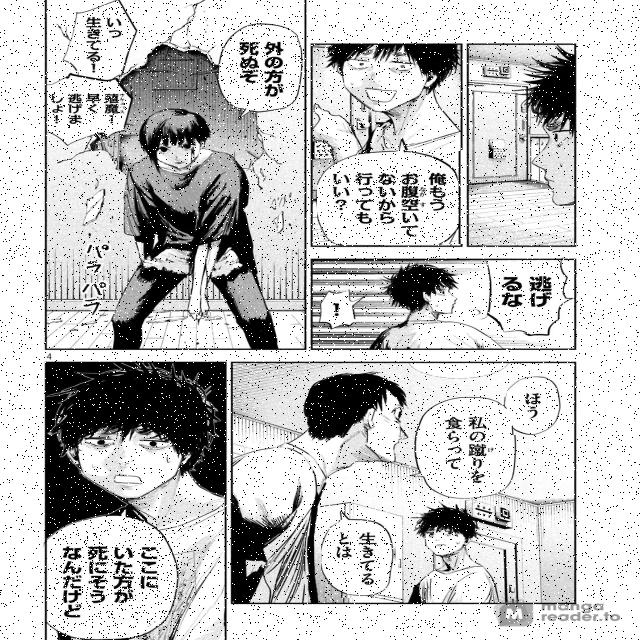 俺もう
お腹空いて
ないから
行っても
いい?
逃げ
るな
!?
外の方が
死ぬぞ
いっ
生きてる!
早く
逃げま
しょ!
パラパラ
4
ほう
私の蹴りを
食らって
生きてる
とは
ここに
いた方が
死にそう
なんだけど
manga
reader.to